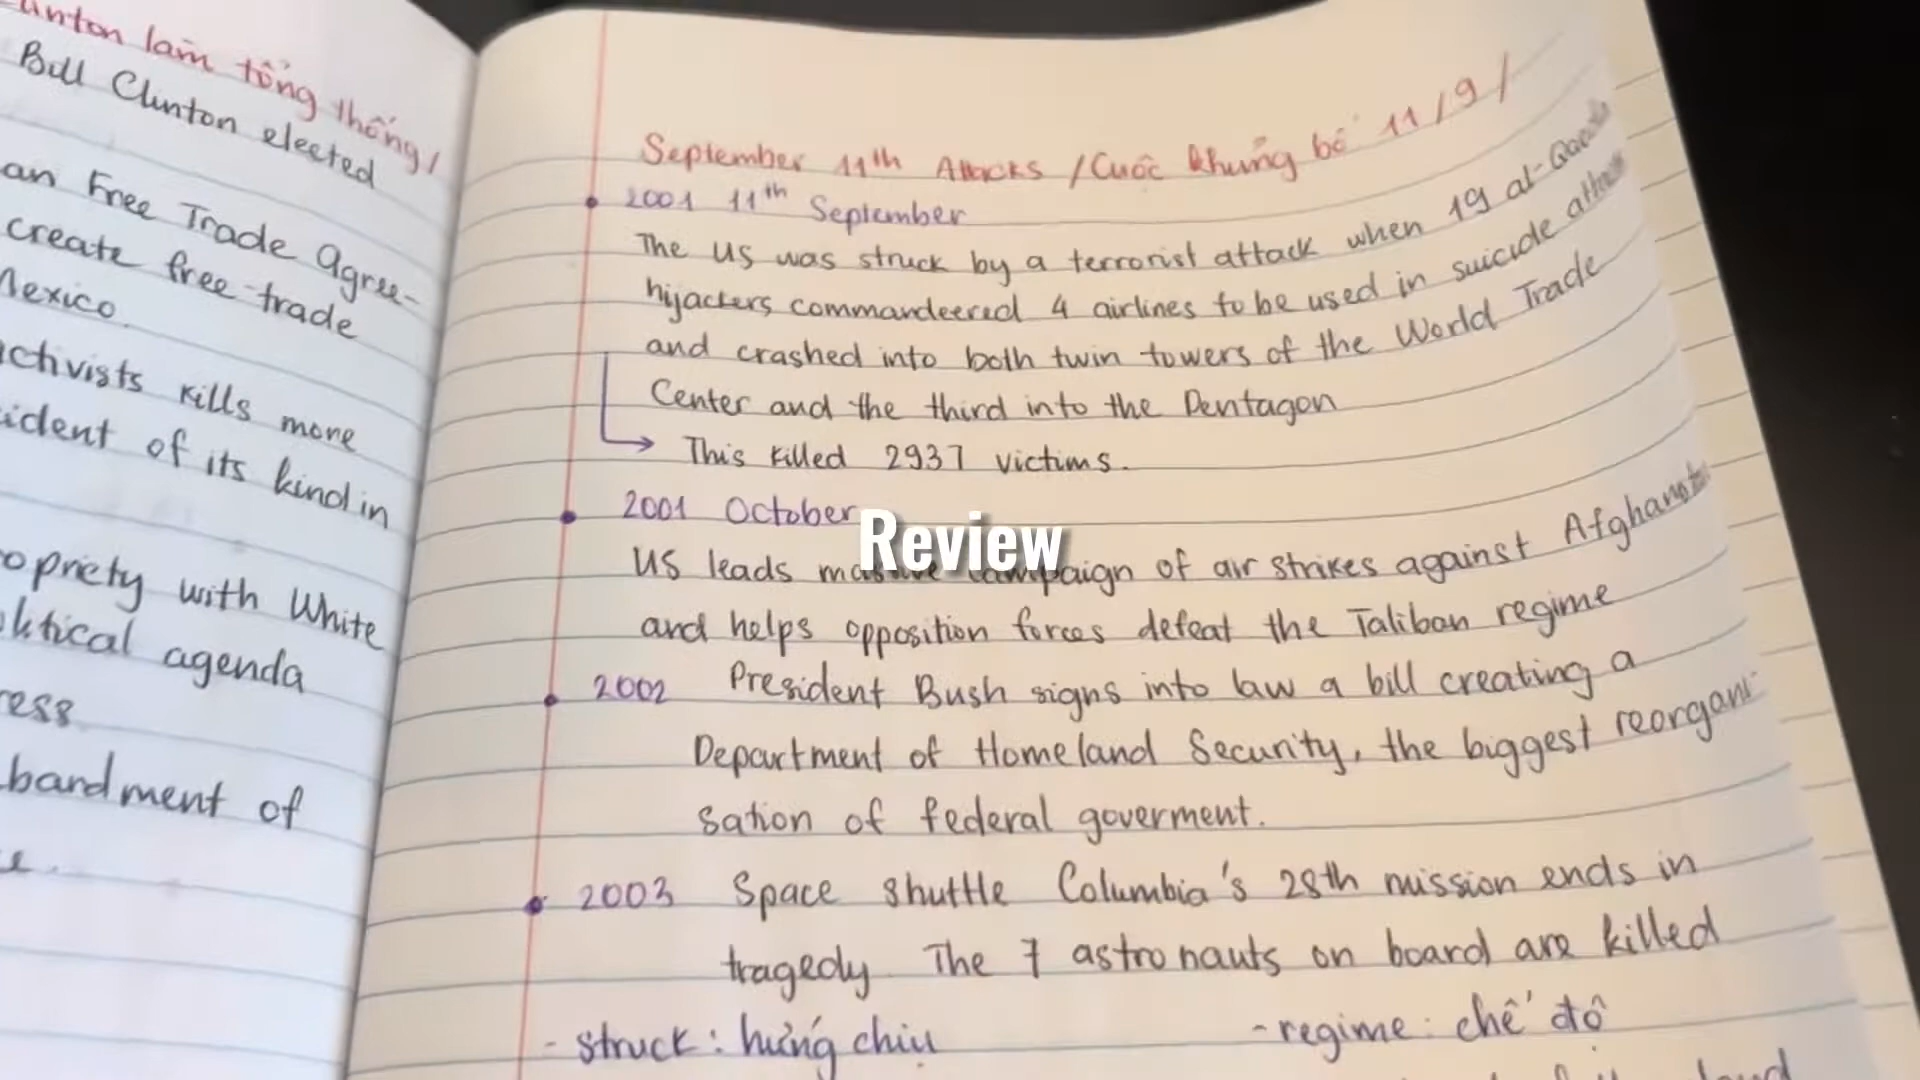 linton làm tổng thống/
Bill Clinton elected
an Free Trade Agree-
create free trade
Mexico.
activists kills more
ident of its kind in
opriety with White
litical agenda
ress
bardment of
September 11th Attacks / Cuộc khủng bố 11/9/
2001 11th September
The US was struck by a terrorist attack when 19 al-Qaeda
hijackers commandeered 4 airlines to be used in suicide attack
and crashed into both twin towers of the World Trade
Center and the third into the Pentagon
This killed 2937 victims.
2001 October
Review
US leads massive campaign of air strikes against Afghanist
and helps opposition forces defeat the Taliban regime
2002 President Bush signs into law a bill creating a
Department of Homeland Security, the biggest reorgani-
sation of federal goverment.
2003 Space shuttle Columbia's 28th mission ends in
tragedy The 7 astronauts on board are killed
- struck : hứng chịu
- regime : chế độ